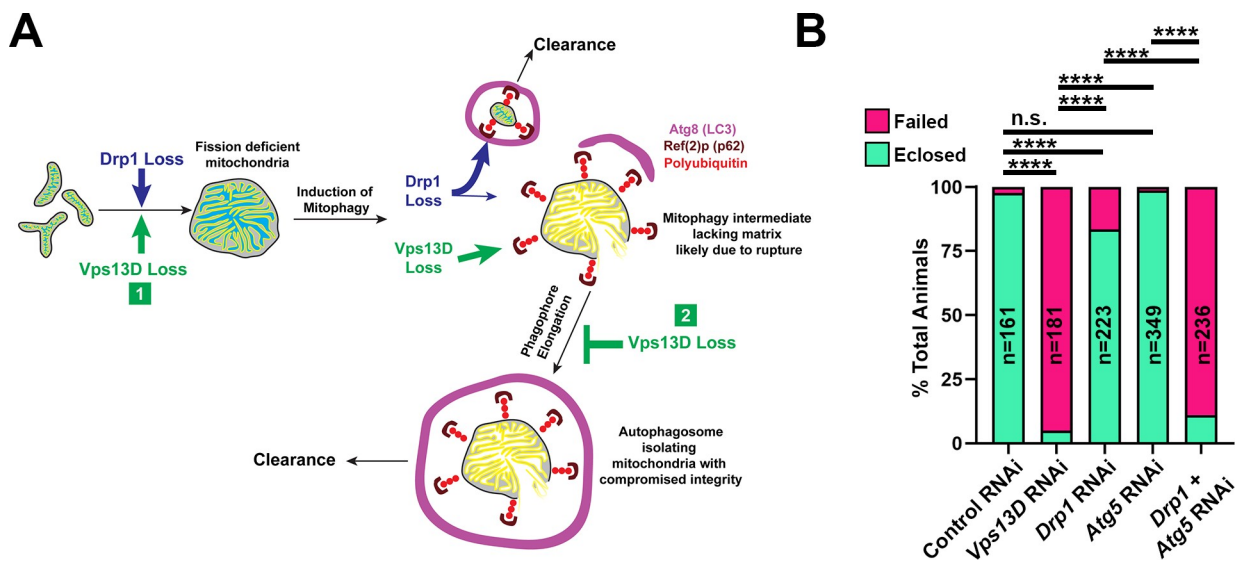 A
Clearance
Drp1 Loss
Fission deficient
mitochondria
Vps13D Loss
1
Induction of
Mitophagy
Drp1
Loss
Vps13D
Loss
Atg8 (LC3)
Ref(2)p (p62)
Polyubiquitin
Mitophagy intermediate
lacking matrix
likely due to rupture
Phagophore
Elongation
2
Vps13D Loss
Clearance
Autophagosome
isolating
mitochondria with
compromised integrity
B
Failed
Eclosed
****
****
****
****
n.s.
****
****
% Total Animals
100
75
50
25
0
n=161
n=181
n=223
n=349
n=236
Control RNAi
Vps13D RNAi
Drp1 RNAi
Atg5 RNAi
Drp1 +
Atg5 RNAi